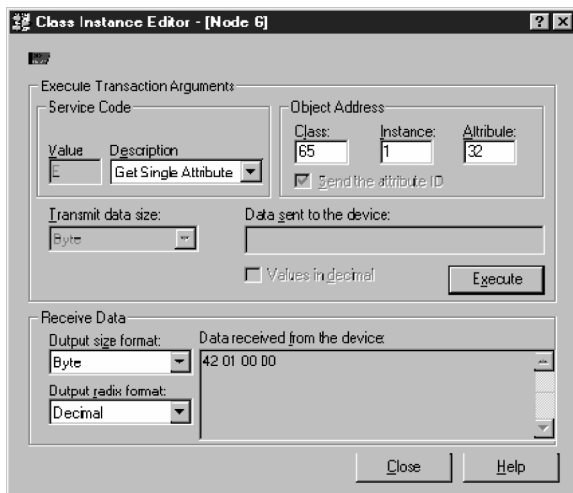 Class Instance Editor - [Node 6]
Execute Transaction Arguments
Service Code
Value
Description
E
Get Single Attribute
Object Address
Class:
Instance:
Attribute:
65
1
32
Send the attribute ID
Transmit data size:
Byte
Data sent to the device:
Values in decimal
Execute
Receive Data
Output size format:
Byte
Output radix format:
Decimal
Data received from the device:
42 01 00 00
Close
Help